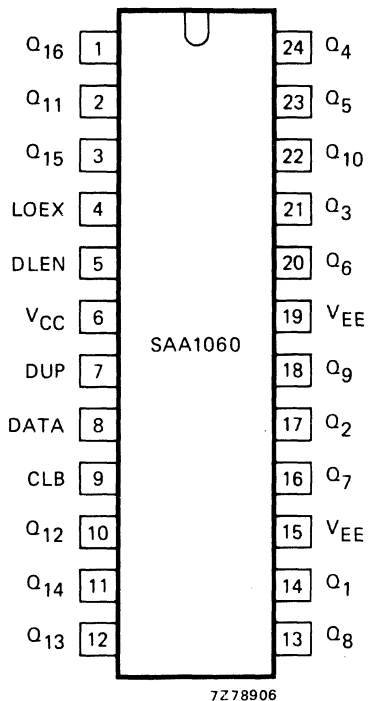 Q16 1 24 Q4
Q11 2 23 Q5
Q15 3 22 Q10
LOEX 4 21 Q3
DLEN 5 20 Q6
VCC 6 19 VEE
SAA1060
DUP 7 18 Q9
DATA 8 17 Q2
CLB 9 16 Q7
Q12 10 15 VEE
Q14 11 14 Q1
Q13 12 13 Q8
7Z78906